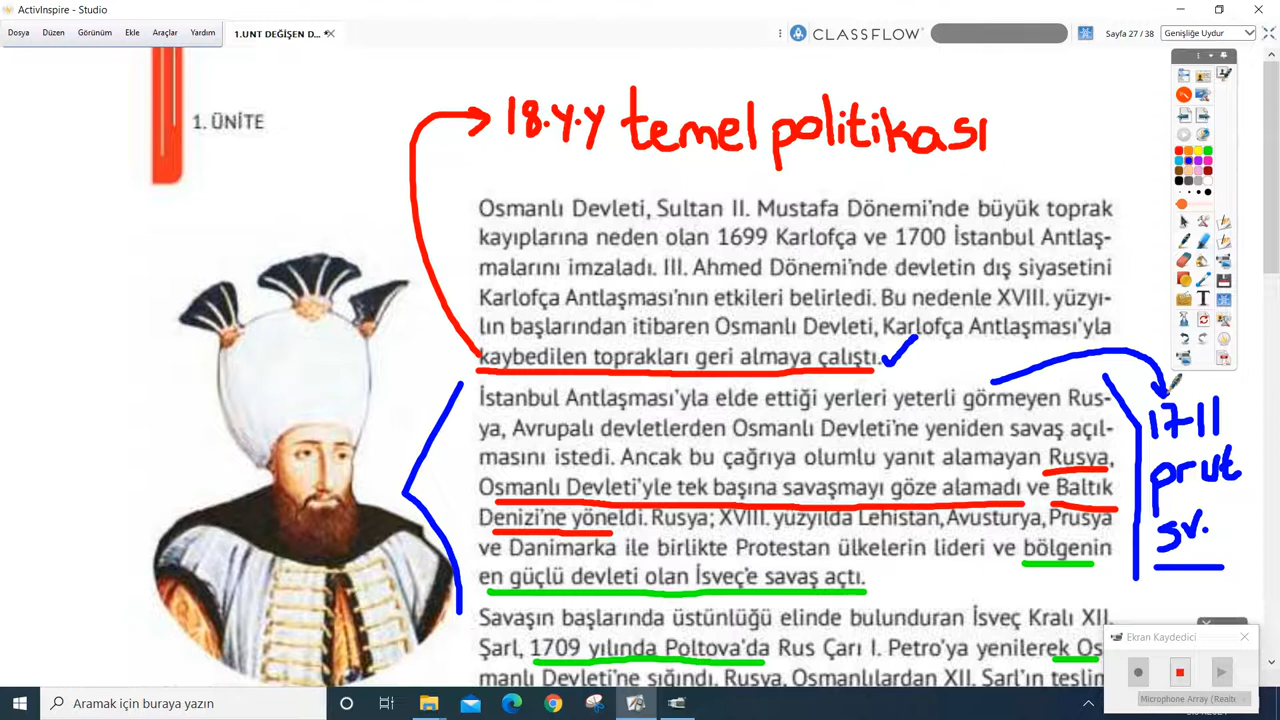 ActivInspire - Studio
Dosya Düzen Görünüm Ekle Araçlar Yardım
1.UNT DEĞİŞEN D...
CLASSFLOW
Sayfa 27 / 38
Genişliğe Uydur
1. ÜNİTE
18.y.y temel politikası
Osmanlı Devleti, Sultan II. Mustafa Dönemi'nde büyük toprak
kayıplarına neden olan 1699 Karlofça ve 1700 İstanbul Antlaş-
malarını imzaladı. III. Ahmed Dönemi'nde devletin dış siyasetini
Karlofça Antlaşması'nın etkileri belirledi. Bu nedenle XVIII. yüzyı-
lın başlarından itibaren Osmanlı Devleti, Karlofça Antlaşması'yla
kaybedilen toprakları geri almaya çalıştı.
İstanbul Antlaşması'yla elde ettiği yerleri yeterli görmeyen Rus-
ya, Avrupalı devletlerden Osmanlı Devleti'ne yeniden savaş açıl-
masını istedi. Ancak bu çağrıya olumlu yanıt alamayan Rusya,
Osmanlı Devleti'yle tek başına savaşmayı göze alamadı ve Baltık
Denizi'ne yöneldi. Rusya; XVIII. yüzyılda Lehistan, Avusturya, Prusya
ve Danimarka ile birlikte Protestan ülkelerin lideri ve bölgenin
en güçlü devleti olan İsveç'e savaş açtı.
Savaşın başlarında üstünlüğü elinde bulunduran İsveç Kralı XII.
Şarl, 1709 yılında Poltova'da Rus Çarı I. Petro'ya yenilerek Os
manlı Devleti'ne sığındı. Rusya, Osmanlılardan XII. Şarl'ın teslim
17-11
prut
sv.
Ekran Kaydedici
Microphone Array (Realte
Aramak için buraya yazın